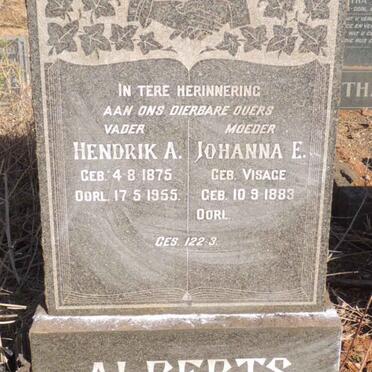 IN TERE HERINNERING
AAN ONS DIERBARE OUERS
VADER
HENDRIK A.
GEB. 4-8-1875
OORL. 17-5-1955.
MOEDER
JOHANNA E.
GEB. VISAGE
GEB. 10-9-1883
OORL.
GES. 122-3.
ALBERTS